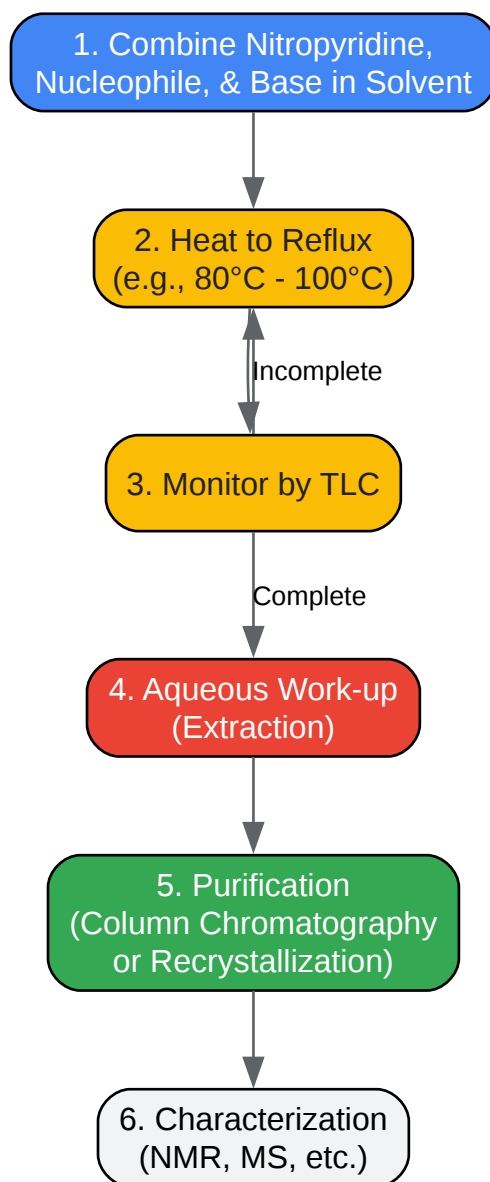 1. Combine Nitropyridine,
Nucleophile, & Base in Solvent
2. Heat to Reflux
(e.g., 80°C - 100°C)
Incomplete
3. Monitor by TLC
Complete
4. Aqueous Work-up
(Extraction)
5. Purification
(Column Chromatography
or Recrystallization)
6. Characterization
(NMR, MS, etc.)